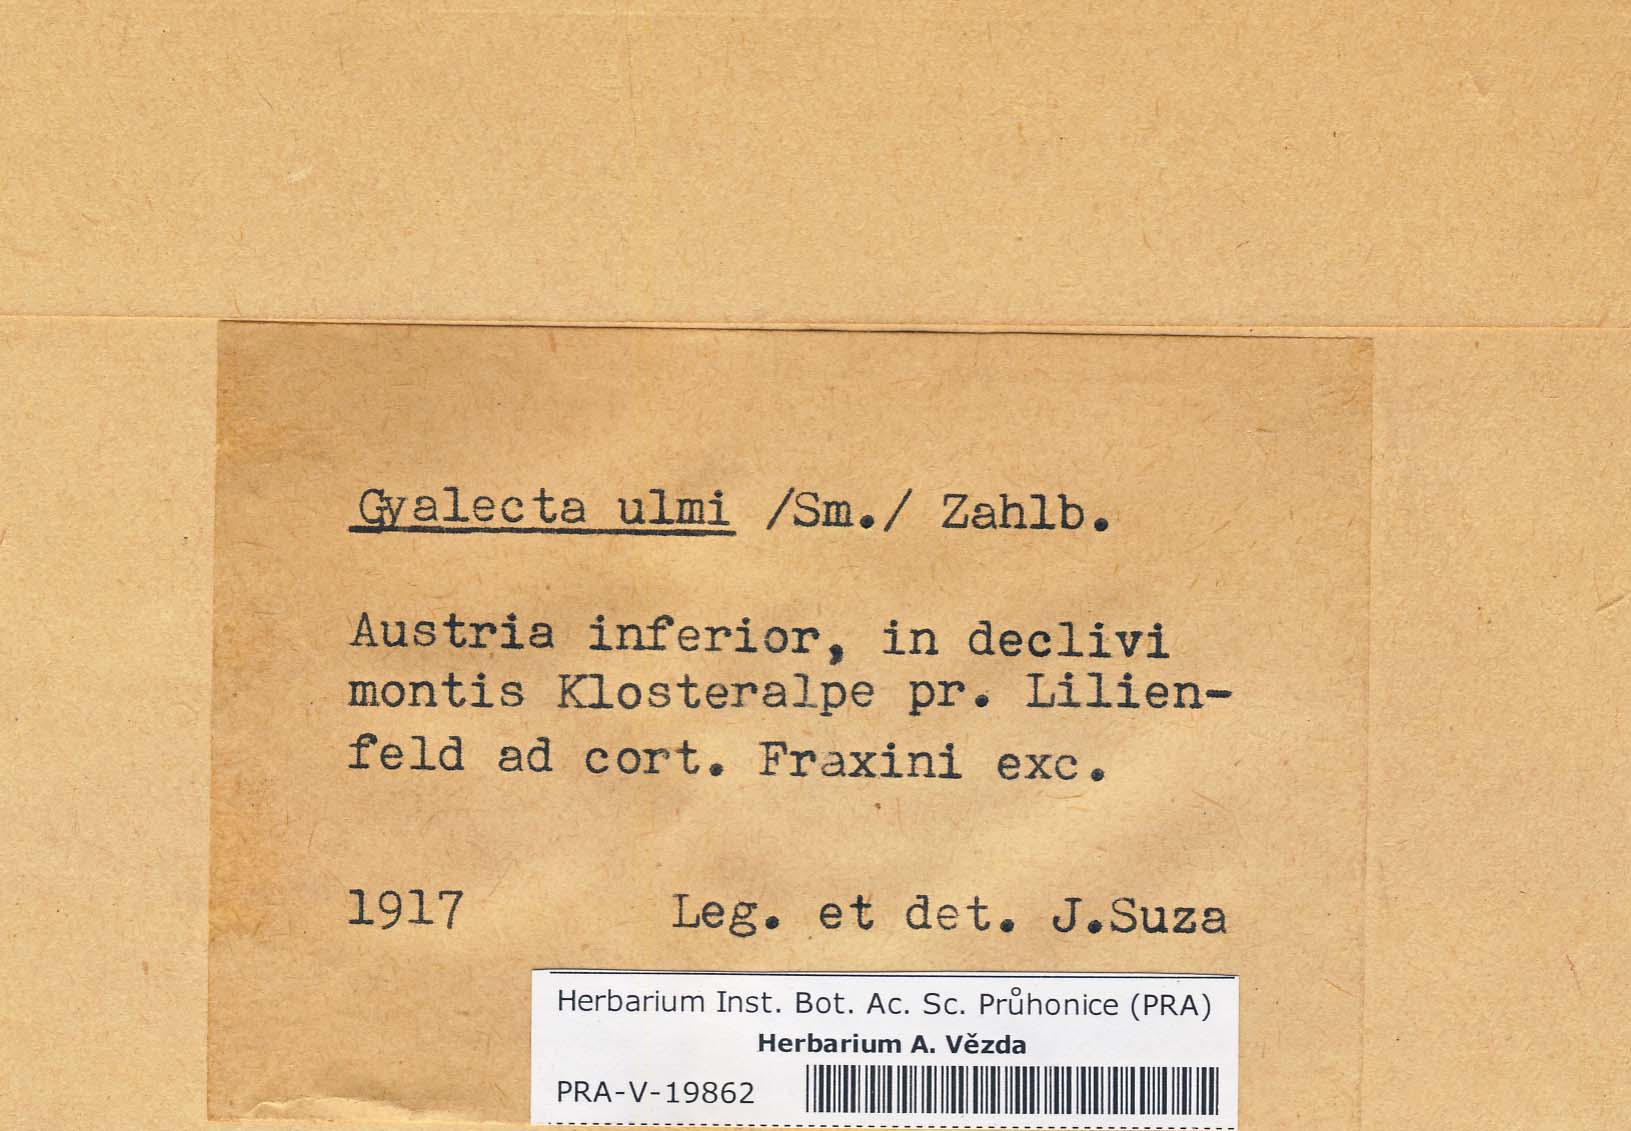 Gyalecta ulmi /Sm./ Zahlb.
Austria inferior, in declivi
montis Klosteralpe pr. Lilien-
feld ad cort. Fraxini exc.
1917 Leg. et det. J.Suza
Herbarium Inst. Bot. Ac. Sc. Průhonice (PRA)
Herbarium A. Vězda
PRA-V-19862